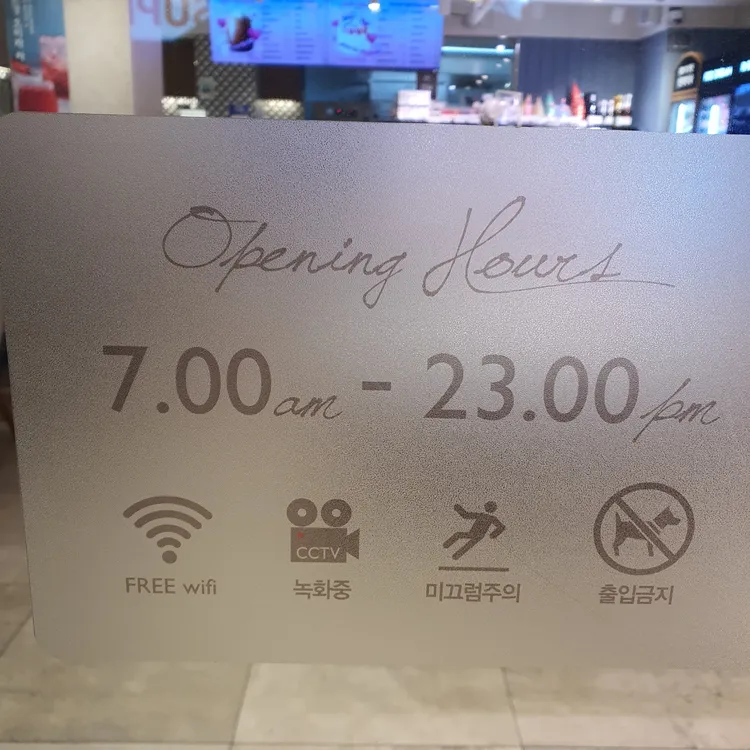 Opening Hours
7.00am - 23.00pm
CCTV
FREE wifi
녹화중
미끄럼주의
출입금지